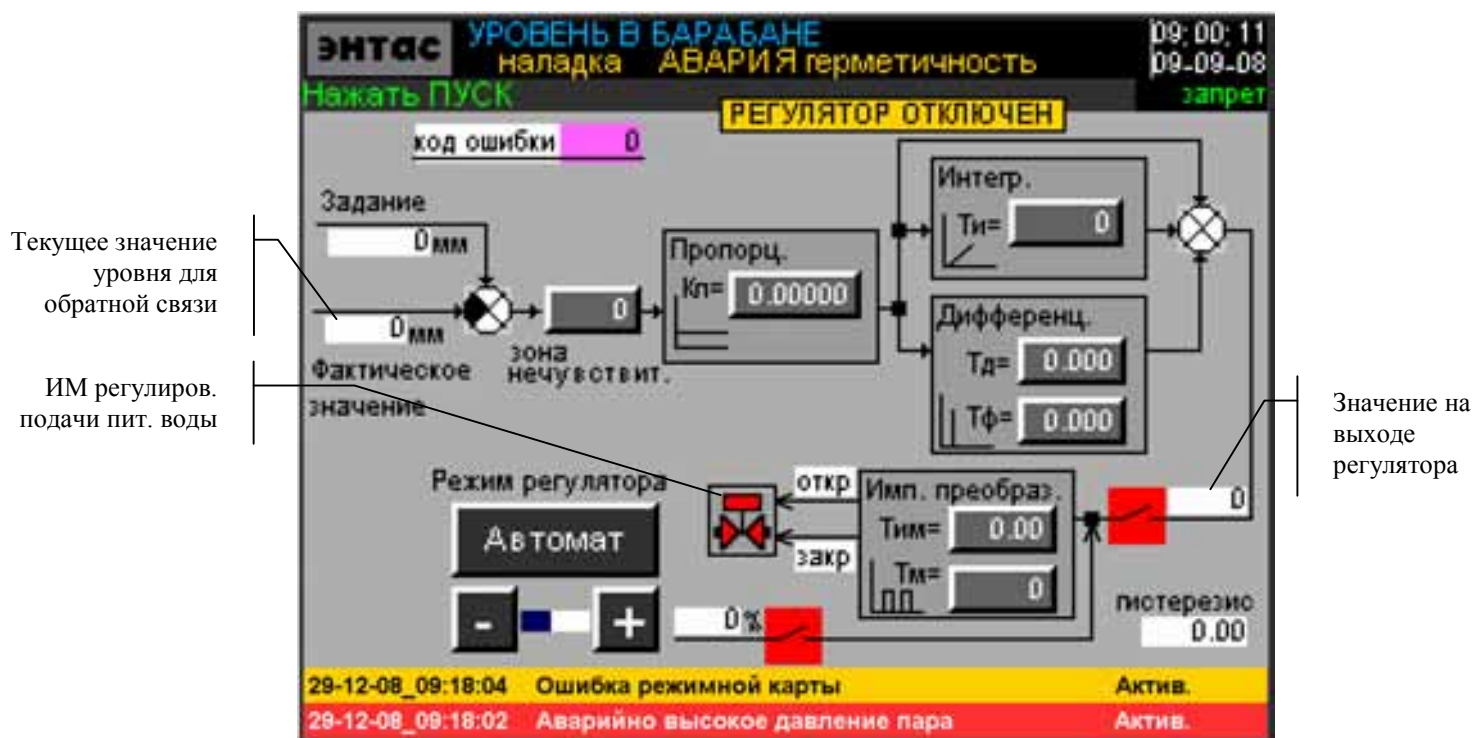 энтас
УРОВЕНЬ В БАРАБАНЕ
09:00:11
наладка АВАРИЯ герметичность
09-09-08
Нажать ПУСК
запрет
РЕГУЛЯТОР ОТКЛЮЧЕН
код ошибки 0
Задание
0 мм
0 мм
Фактическое
значение
0
зона
нечувствит.
Пропорц.
Кп= 0.00000
Интегр.
Ти= 0
Дифференц.
Тд= 0.000
Тф= 0.000
Текущее значение
уровня для
обратной связи
ИМ регулиров.
подачи пит. воды
Значение на
выходе
регулятора
Режим регулятора
Автомат
- +
откр
закр
Имп. преобраз.
Тим= 0.00
Тм= 0
0
0%
гистерезис
0.00
29-12-08_09:18:04 Ошибка режимной карты Актив.
29-12-08_09:18:02 Аварийно высокое давление пара Актив.